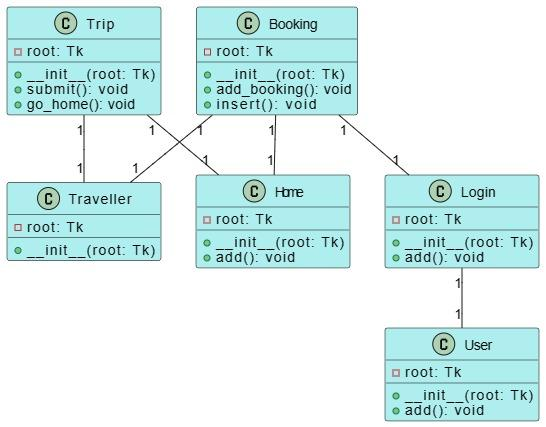 C Trip
root: Tk
__init__(root: Tk)
submit(): void
go_home(): void
C Booking
root: Tk
__init__(root: Tk)
add_booking(): void
insert(): void
1
1
1
1
1
1
1
1
1
1
C Traveller
root: Tk
__init__(root: Tk)
C Home
root: Tk
__init__(root: Tk)
add(): void
C Login
root: Tk
__init__(root: Tk)
add(): void
1
1
C User
root: Tk
__init__(root: Tk)
add(): void